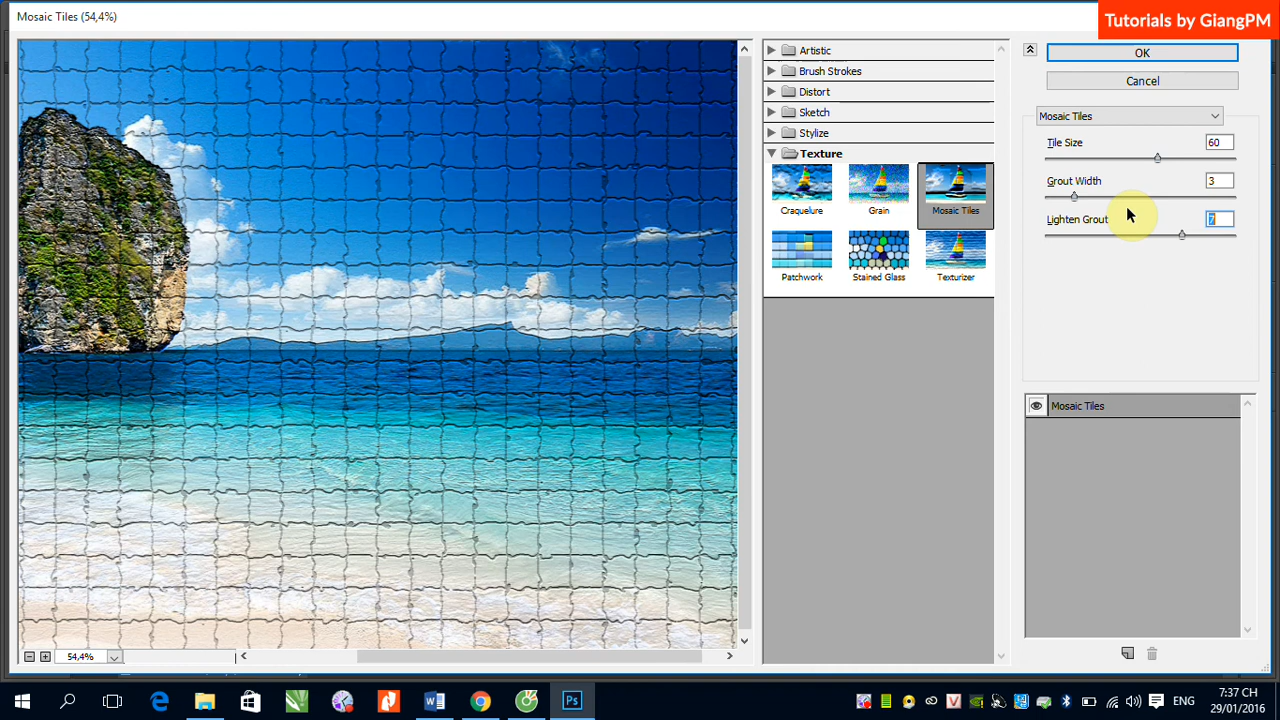 Mosaic Tiles (54,4%)
Tutorials by GiangPM
Artistic
Brush Strokes
Distort
Sketch
Stylize
Texture
Craquelure
Grain
Mosaic Tiles
Patchwork
Stained Glass
Texturizer
OK
Cancel
Mosaic Tiles
Tile Size 60
Grout Width 3
Lighten Grout 7
Mosaic Tiles
54,4%
ENG
7:37 CH
29/01/2016